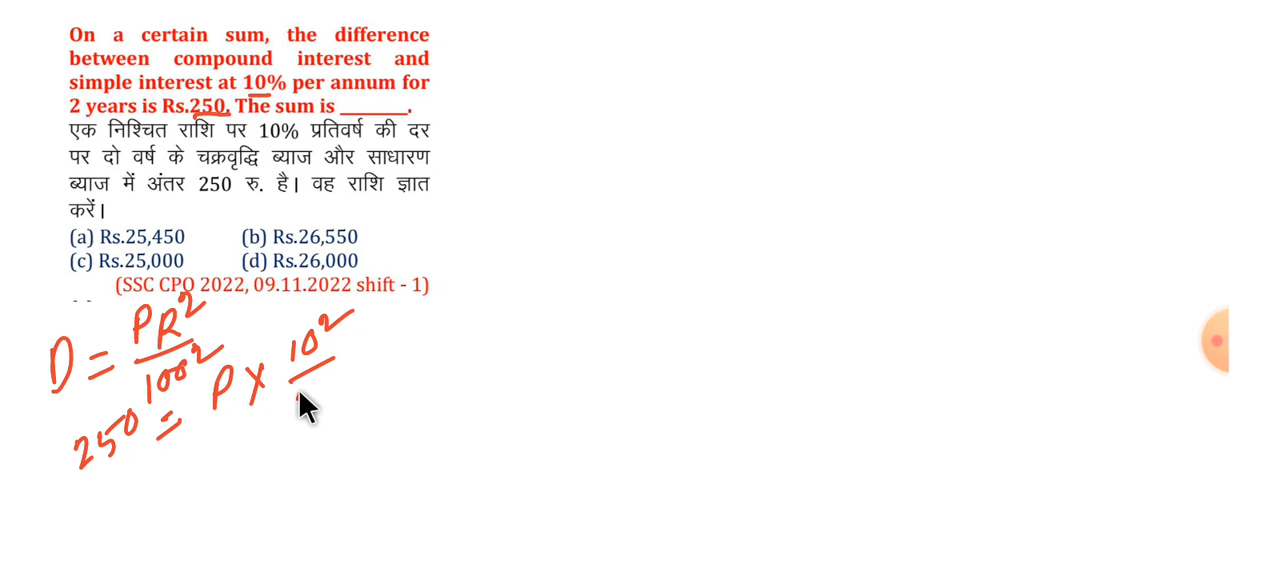 On a certain sum, the difference
between compound interest and
simple interest at 10% per annum for
2 years is Rs.250. The sum is _______.
एक निश्चित राशि पर 10% प्रतिवर्ष की दर
पर दो वर्ष के चक्रवृद्धि ब्याज और साधारण
ब्याज में अंतर 250 रु. है। वह राशि ज्ञात
करें।
(a) Rs.25,450 (b) Rs.26,550
(c) Rs.25,000 (d) Rs.26,000
(SSC CPO 2022, 09.11.2022 shift - 1)
D = PR²/100²
250 = P × 10²